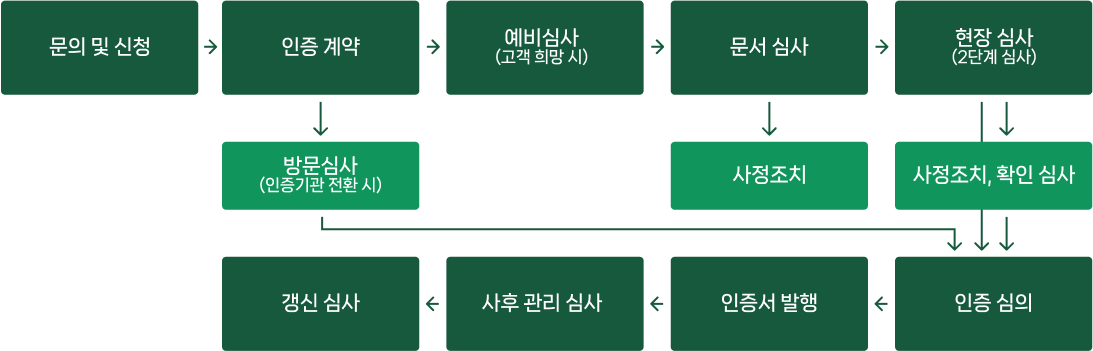 문의 및 신청
인증 계약
예비심사
(고객 희망 시)
문서 심사
현장 심사
(2단계 심사)
방문심사
(인증기관 전환 시)
사정조치
사정조치, 확인 심사
갱신 심사
사후 관리 심사
인증서 발행
인증 심의